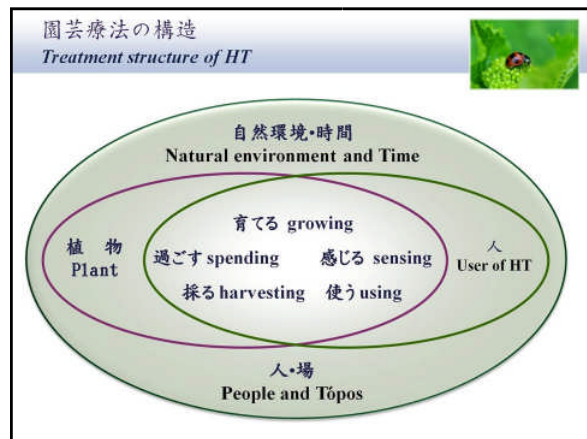 園芸療法の構造
Treatment structure of HT
自然環境・時間
Natural environment and Time
育てる growing
植 物
Plant
過ごす spending 感じる sensing
人
User of HT
採る harvesting 使う using
人・場
People and Tópos